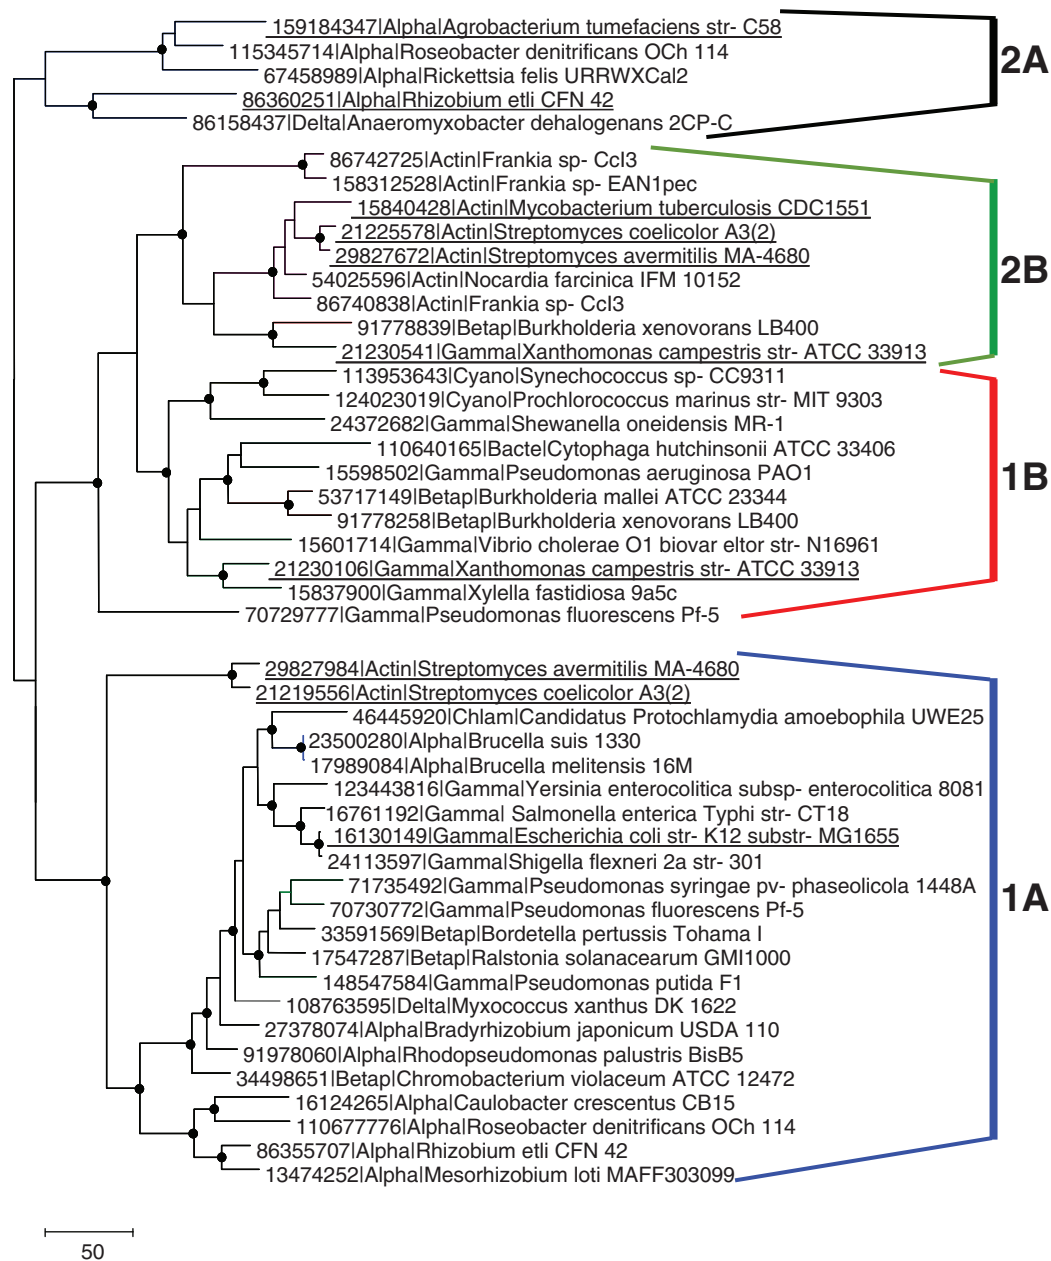 159184347|Alpha|Agrobacterium tumefaciens str- C58
115345714|Alpha|Roseobacter denitrificans OCh 114
67458989|Alpha|Rickettsia felis URRWXCal2
86360251|Alpha|Rhizobium etli CFN 42
86158437|Delta|Anaeromyxobacter dehalogenans 2CP-C
2A
86742725|Actin|Frankia sp- CcI3
158312528|Actin|Frankia sp- EAN1pec
15840428|Actin|Mycobacterium tuberculosis CDC1551
21225578|Actin|Streptomyces coelicolor A3(2)
29827672|Actin|Streptomyces avermitilis MA-4680
54025596|Actin|Nocardia farcinica IFM 10152
86740838|Actin|Frankia sp- CcI3
91778839|Betap|Burkholderia xenovorans LB400
21230541|Gamma|Xanthomonas campestris str- ATCC 33913
2B
113953643|Cyano|Synechococcus sp- CC9311
124023019|Cyano|Prochlorococcus marinus str- MIT 9303
24372682|Gamma|Shewanella oneidensis MR-1
110640165|Bacte|Cytophaga hutchinsonii ATCC 33406
15598502|Gamma|Pseudomonas aeruginosa PAO1
53717149|Betap|Burkholderia mallei ATCC 23344
91778258|Betap|Burkholderia xenovorans LB400
15601714|Gamma|Vibrio cholerae O1 biovar eltor str- N16961
21230106|Gamma|Xanthomonas campestris str- ATCC 33913
15837900|Gamma|Xylella fastidiosa 9a5c
70729777|Gamma|Pseudomonas fluorescens Pf-5
1B
29827984|Actin|Streptomyces avermitilis MA-4680
21219556|Actin|Streptomyces coelicolor A3(2)
46445920|Chlam|Candidatus Protochlamydia amoebophila UWE25
23500280|Alpha|Brucella suis 1330
17989084|Alpha|Brucella melitensis 16M
123443816|Gamma|Yersinia enterocolitica subsp- enterocolitica 8081
16761192|Gamma| Salmonella enterica Typhi str- CT18
16130149|Gamma|Escherichia coli str- K12 substr- MG1655
24113597|Gamma|Shigella flexneri 2a str- 301
71735492|Gamma|Pseudomonas syringae pv- phaseolicola 1448A
70730772|Gamma|Pseudomonas fluorescens Pf-5
33591569|Betap|Bordetella pertussis Tohama I
17547287|Betap|Ralstonia solanacearum GMI1000
148547584|Gamma|Pseudomonas putida F1
108763595|Delta|Myxococcus xanthus DK 1622
27378074|Alpha|Bradyrhizobium japonicum USDA 110
91978060|Alpha|Rhodopseudomonas palustris BisB5
34498651|Betap|Chromobacterium violaceum ATCC 12472
16124265|Alpha|Caulobacter crescentus CB15
110677776|Alpha|Roseobacter denitrificans OCh 114
86355707|Alpha|Rhizobium etli CFN 42
13474252|Alpha|Mesorhizobium loti MAFF303099
1A
50